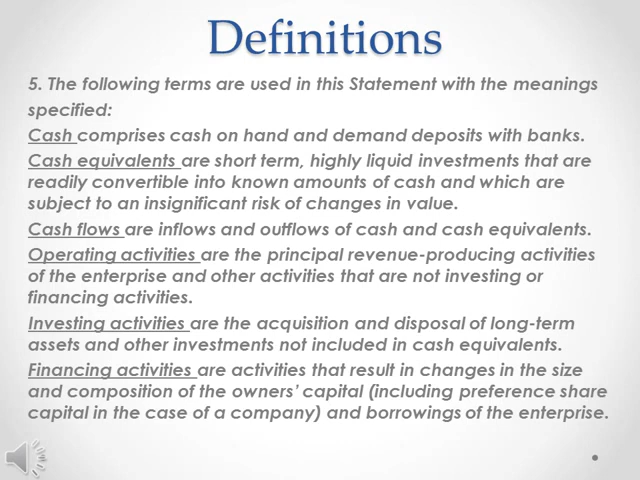 Definitions
5. The following terms are used in this Statement with the meanings
specified:
Cash comprises cash on hand and demand deposits with banks.
Cash equivalents are short term, highly liquid investments that are
readily convertible into known amounts of cash and which are
subject to an insignificant risk of changes in value.
Cash flows are inflows and outflows of cash and cash equivalents.
Operating activities are the principal revenue-producing activities
of the enterprise and other activities that are not investing or
financing activities.
Investing activities are the acquisition and disposal of long-term
assets and other investments not included in cash equivalents.
Financing activities are activities that result in changes in the size
and composition of the owners’ capital (including preference share
capital in the case of a company) and borrowings of the enterprise.